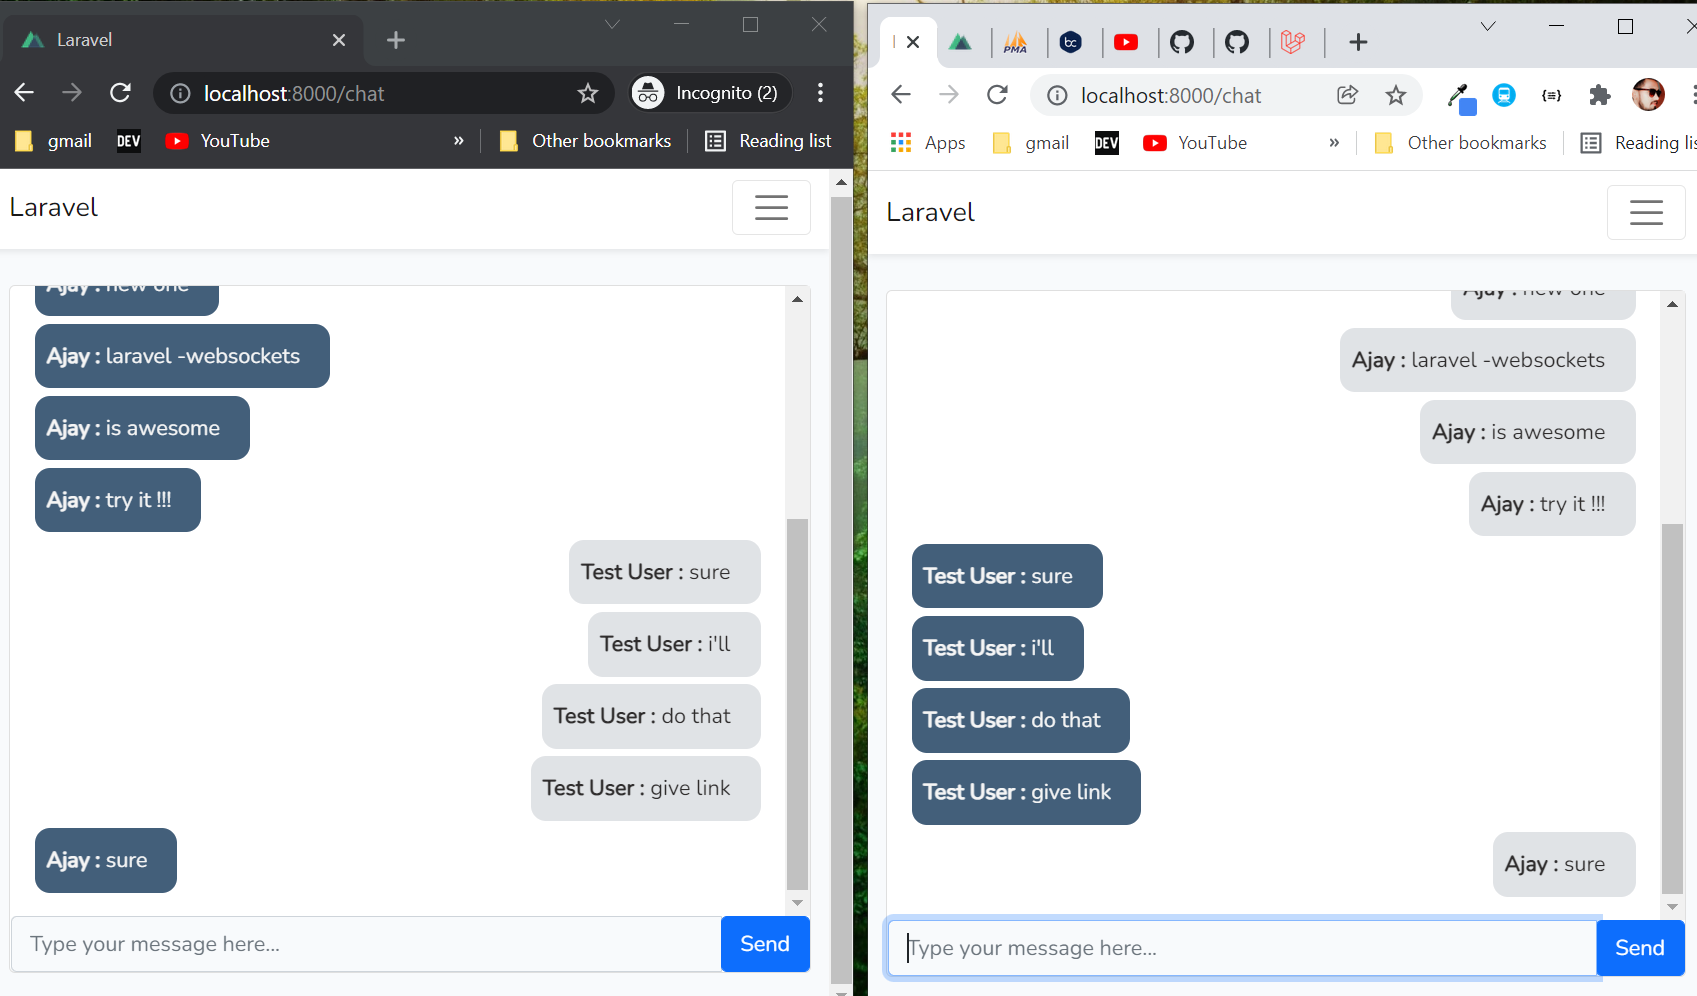 Laravel
localhost:8000/chat
Incognito (2)
gmail
DEV
YouTube
»
Other bookmarks
Reading list
Laravel
Ajay : new one
Ajay : laravel -websockets
Ajay : is awesome
Ajay : try it !!!
Test User : sure
Test User : i'll
Test User : do that
Test User : give link
Ajay : sure
Type your message here...
Send
PMA
bc
localhost:8000/chat
Apps
gmail
DEV
YouTube
»
Other bookmarks
Reading lis
Laravel
Ajay : new one
Ajay : laravel -websockets
Ajay : is awesome
Ajay : try it !!!
Test User : sure
Test User : i'll
Test User : do that
Test User : give link
Ajay : sure
Type your message here...
Send